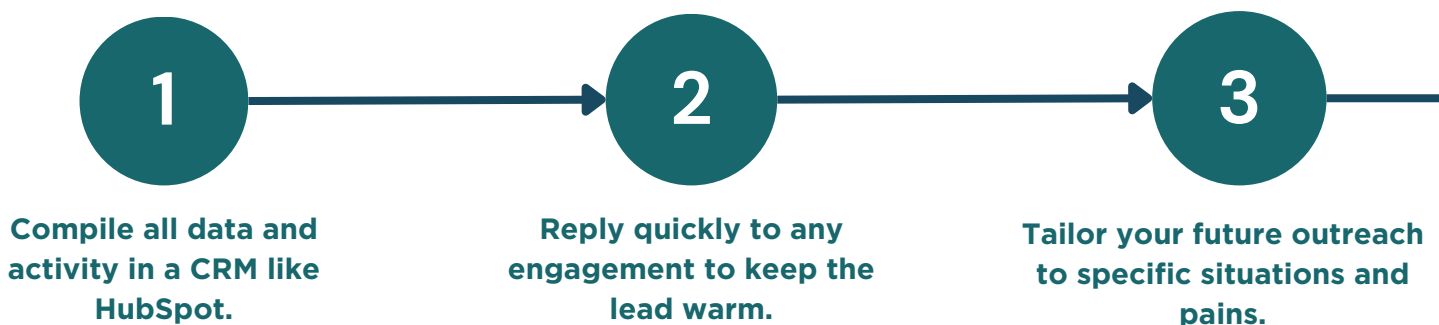 1
2
3
Compile all data and
activity in a CRM like
HubSpot.
Reply quickly to any
engagement to keep the
lead warm.
Tailor your future outreach
to specific situations and
pains.